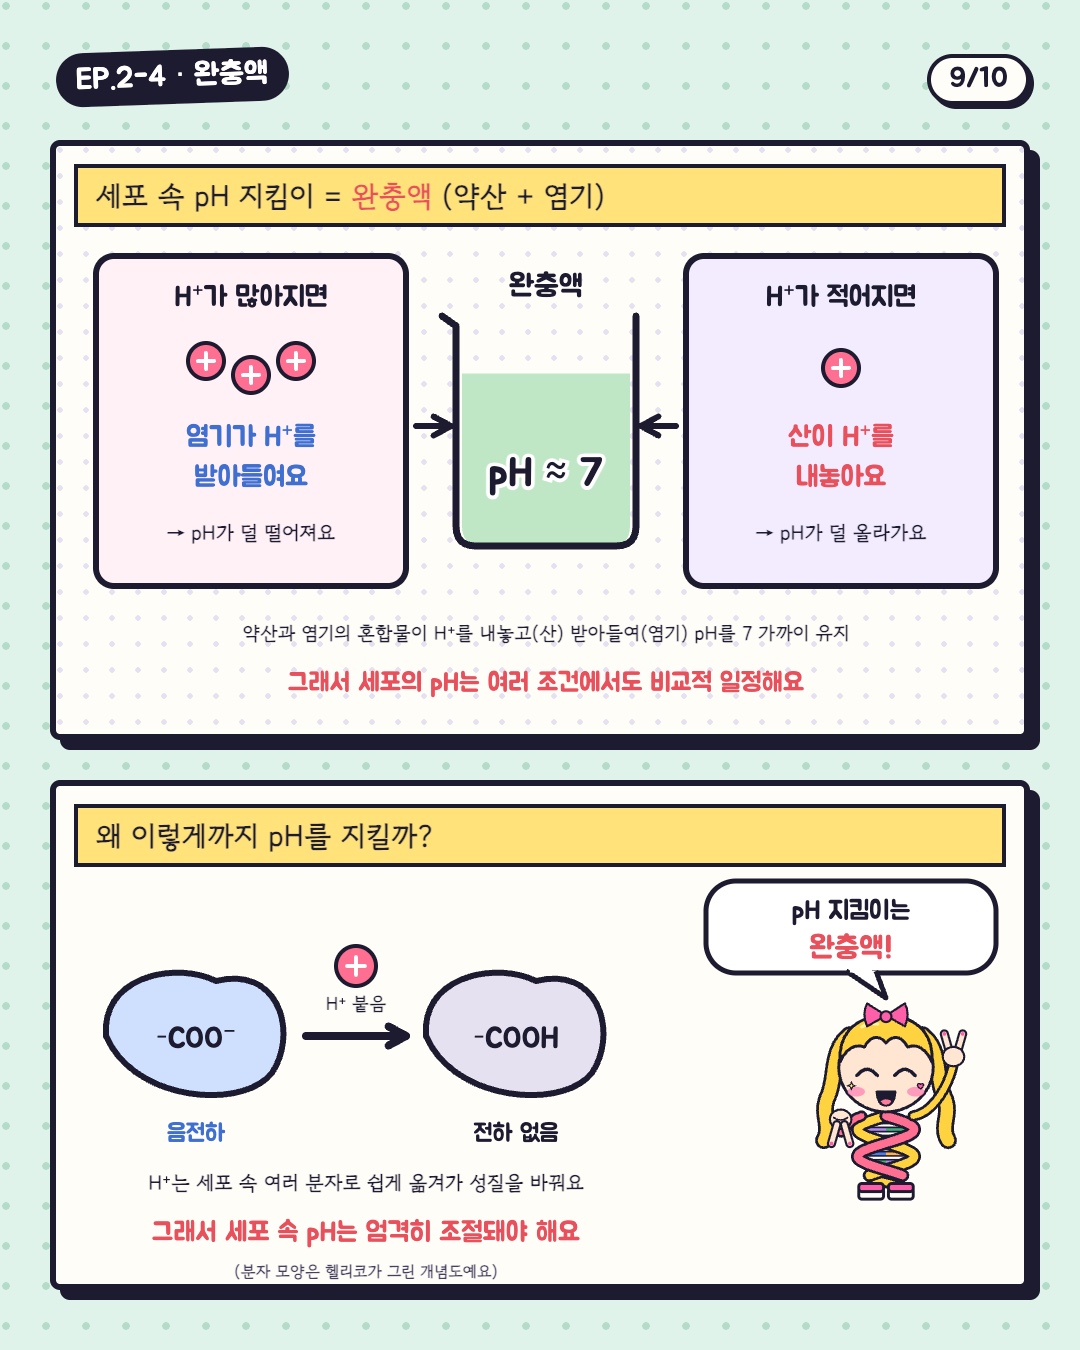 EP.2-4 · 완충액
9/10
세포 속 pH 지킴이 = 완충액 (약산 + 염기)
H⁺가 많아지면
염기가 H⁺를
받아들여요
→ pH가 덜 떨어져요
완충액
pH ≈ 7
H⁺가 적어지면
산이 H⁺를
내놓아요
→ pH가 덜 올라가요
약산과 염기의 혼합물이 H⁺를 내놓고(산) 받아들여(염기) pH를 7 가까이 유지
그래서 세포의 pH는 여러 조건에서도 비교적 일정해요
왜 이렇게까지 pH를 지킬까?
pH 지킴이는
완충액!
H⁺ 붙음
-COO⁻
-COOH
음전하
전하 없음
H⁺는 세포 속 여러 분자로 쉽게 옮겨가 성질을 바꿔요
그래서 세포 속 pH는 엄격히 조절돼야 해요
(분자 모양은 헬리코가 그린 개념도예요)